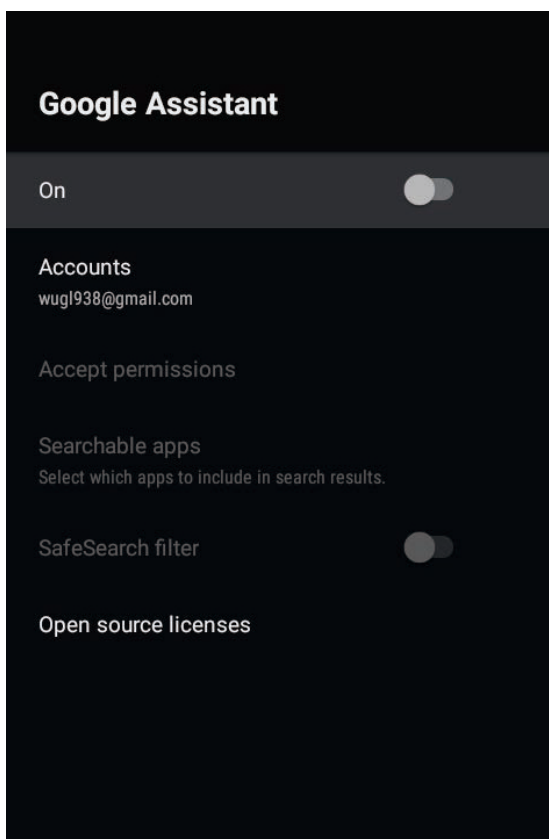 Google Assistant
On
Accounts
wugl938@gmail.com
Accept permissions
Searchable apps
Select which apps to include in search results.
SafeSearch filter
Open source licenses